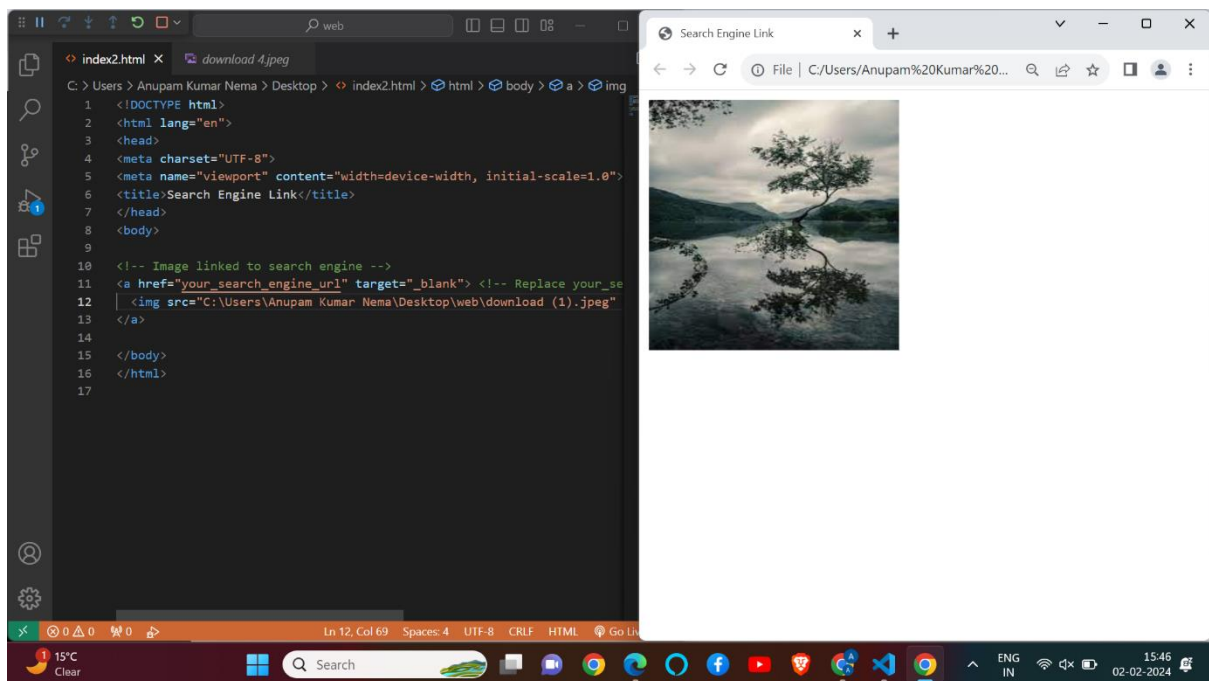 web
index2.html
download 4.jpeg
C: > Users > Anupam Kumar Nema > Desktop > index2.html > html > body > a > img
1 <!DOCTYPE html>
2 <html lang="en">
3 <head>
4 <meta charset="UTF-8">
5 <meta name="viewport" content="width=device-width, initial-scale=1.0">
6 <title>Search Engine Link</title>
7 </head>
8 <body>
9
10 <!-- Image linked to search engine -->
11 <a href="your_search_engine_url" target="_blank"> <!-- Replace your_se
12 <img src="C:\Users\Anupam Kumar Nema\Desktop\web\download (1).jpeg"
13 </a>
14
15 </body>
16 </html>
17
1
0 0 0
Ln 12, Col 69 Spaces: 4 UTF-8 CRLF HTML Go Liv
Search Engine Link
File C:/Users/Anupam%20Kumar%20...
1
15°C
Clear
Search
ENG
IN
15:46
02-02-2024